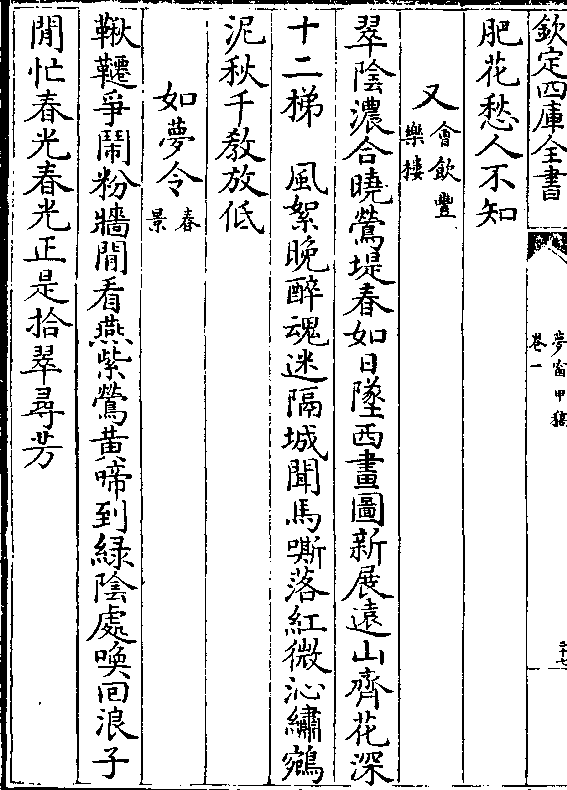 欽定四庫全書
夢窗甲稿
卷一
肥花愁人不知
又 會飲豐
樂樓
翠陰濃合曉鶯堤春如日墜西畫圖新展遠山齊花深
十二梯　風絮晚醉魂迷隔城聞馬嘶落紅微沁繡鵷
泥秋千教放低
如夢令 春
景
鞦韆爭鬧粉牆閒看燕紫鶯黃啼到緑陰處喚回浪子
閒忙春光春光正是拾翠尋芳